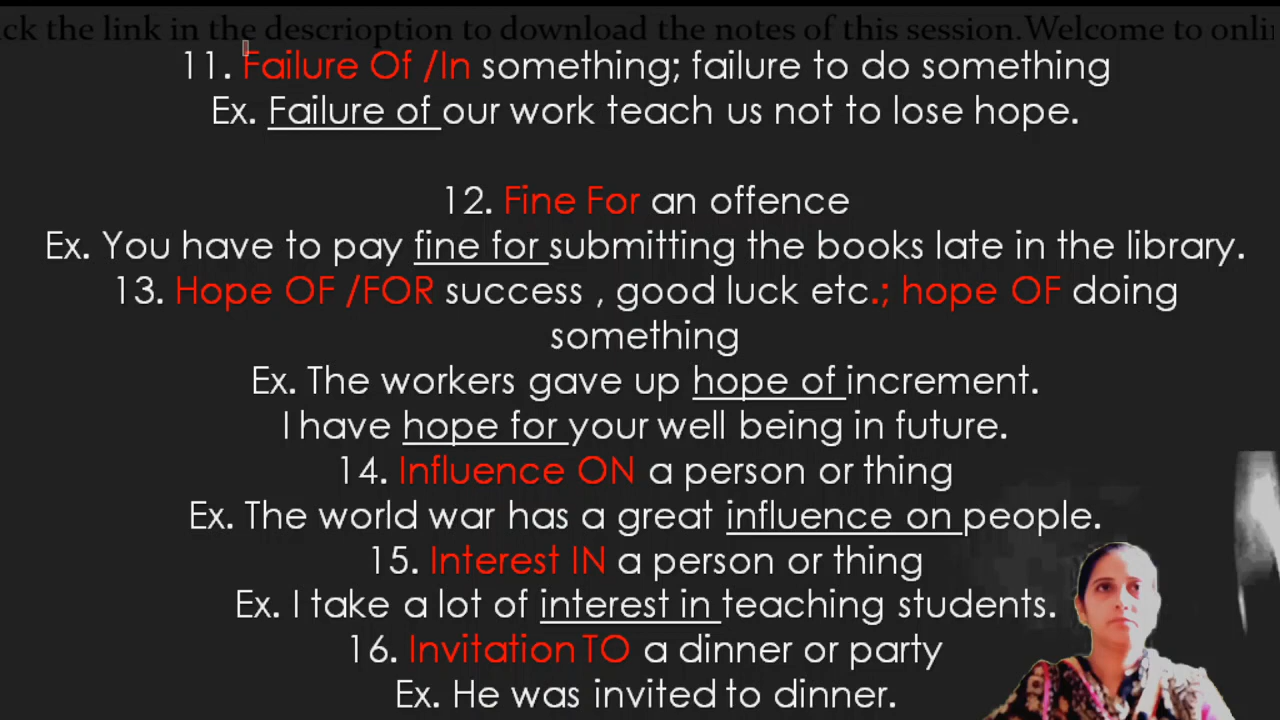 ck the link in the descrioption to download the notes of this session.Welcome to onli
11. Failure Of /In something; failure to do something
Ex. Failure of our work teach us not to lose hope.
12. Fine For an offence
Ex. You have to pay fine for submitting the books late in the library.
13. Hope OF /FOR success , good luck etc.; hope OF doing
something
Ex. The workers gave up hope of increment.
I have hope for your well being in future.
14. Influence ON a person or thing
Ex. The world war has a great influence on people.
15. Interest IN a person or thing
Ex. I take a lot of interest in teaching students.
16. Invitation TO a dinner or party
Ex. He was invited to dinner.